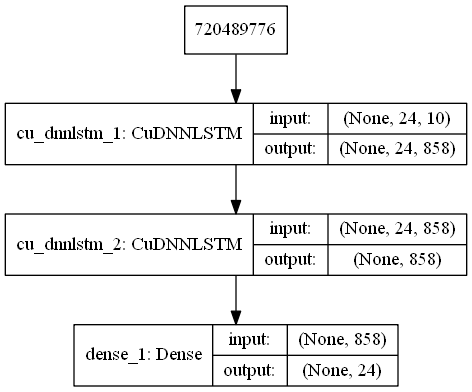 720489776
cu_dnnlstm_1: CuDNNLSTM
input: (None, 24, 10)
output: (None, 24, 858)
cu_dnnlstm_2: CuDNNLSTM
input: (None, 24, 858)
output: (None, 858)
dense_1: Dense
input: (None, 858)
output: (None, 24)